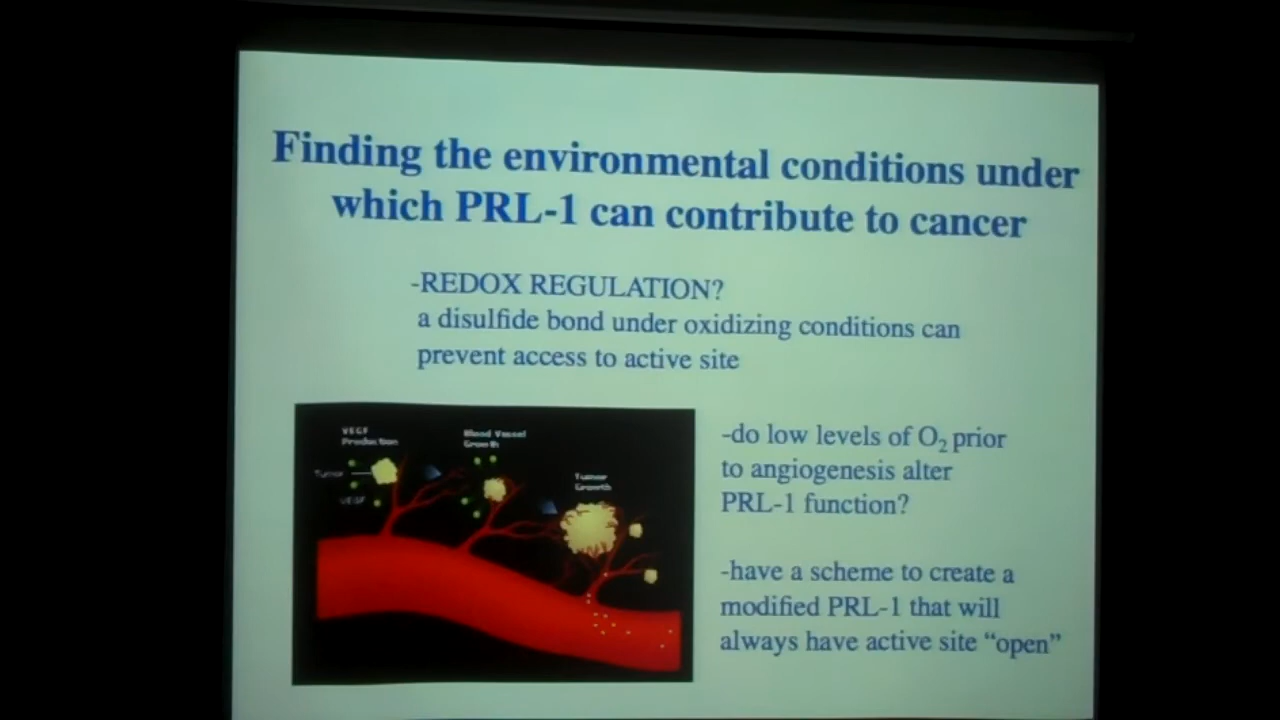 Finding the environmental conditions under
which PRL-1 can contribute to cancer
-REDOX REGULATION?
a disulfide bond under oxidizing conditions can
prevent access to active site
VEGF
Production
Blood Vessel
Growth
Tumor
VEGF
Tumor
Growth
-do low levels of O₂ prior
to angiogenesis alter
PRL-1 function?
-have a scheme to create a
modified PRL-1 that will
always have active site “open”